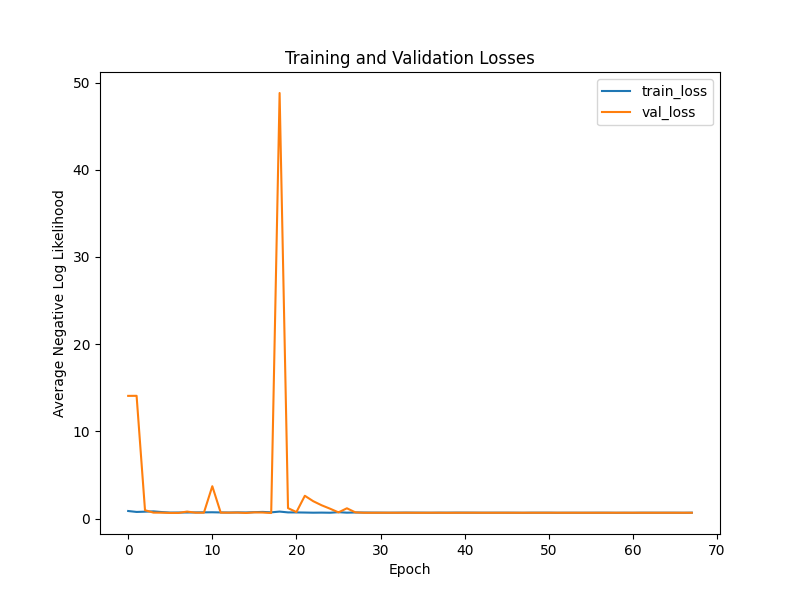 Training and Validation Losses
train_loss
val_loss
Average Negative Log Likelihood
50
40
30
20
10
0
0 10 20 30 40 50 60 70
Epoch